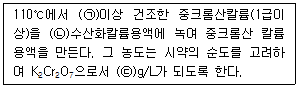 110℃에서 (㉠)이상 건조한 중크롬산칼륨(1급이
상)을 (㉡)수산화칼륨용액에 녹여 중크롬산 칼륨
용액을 만든다. 그 농도는 시약의 순도를 고려하
여 K₂Cr₂O₇으로서 (㉢)g/L가 되도록 한다.